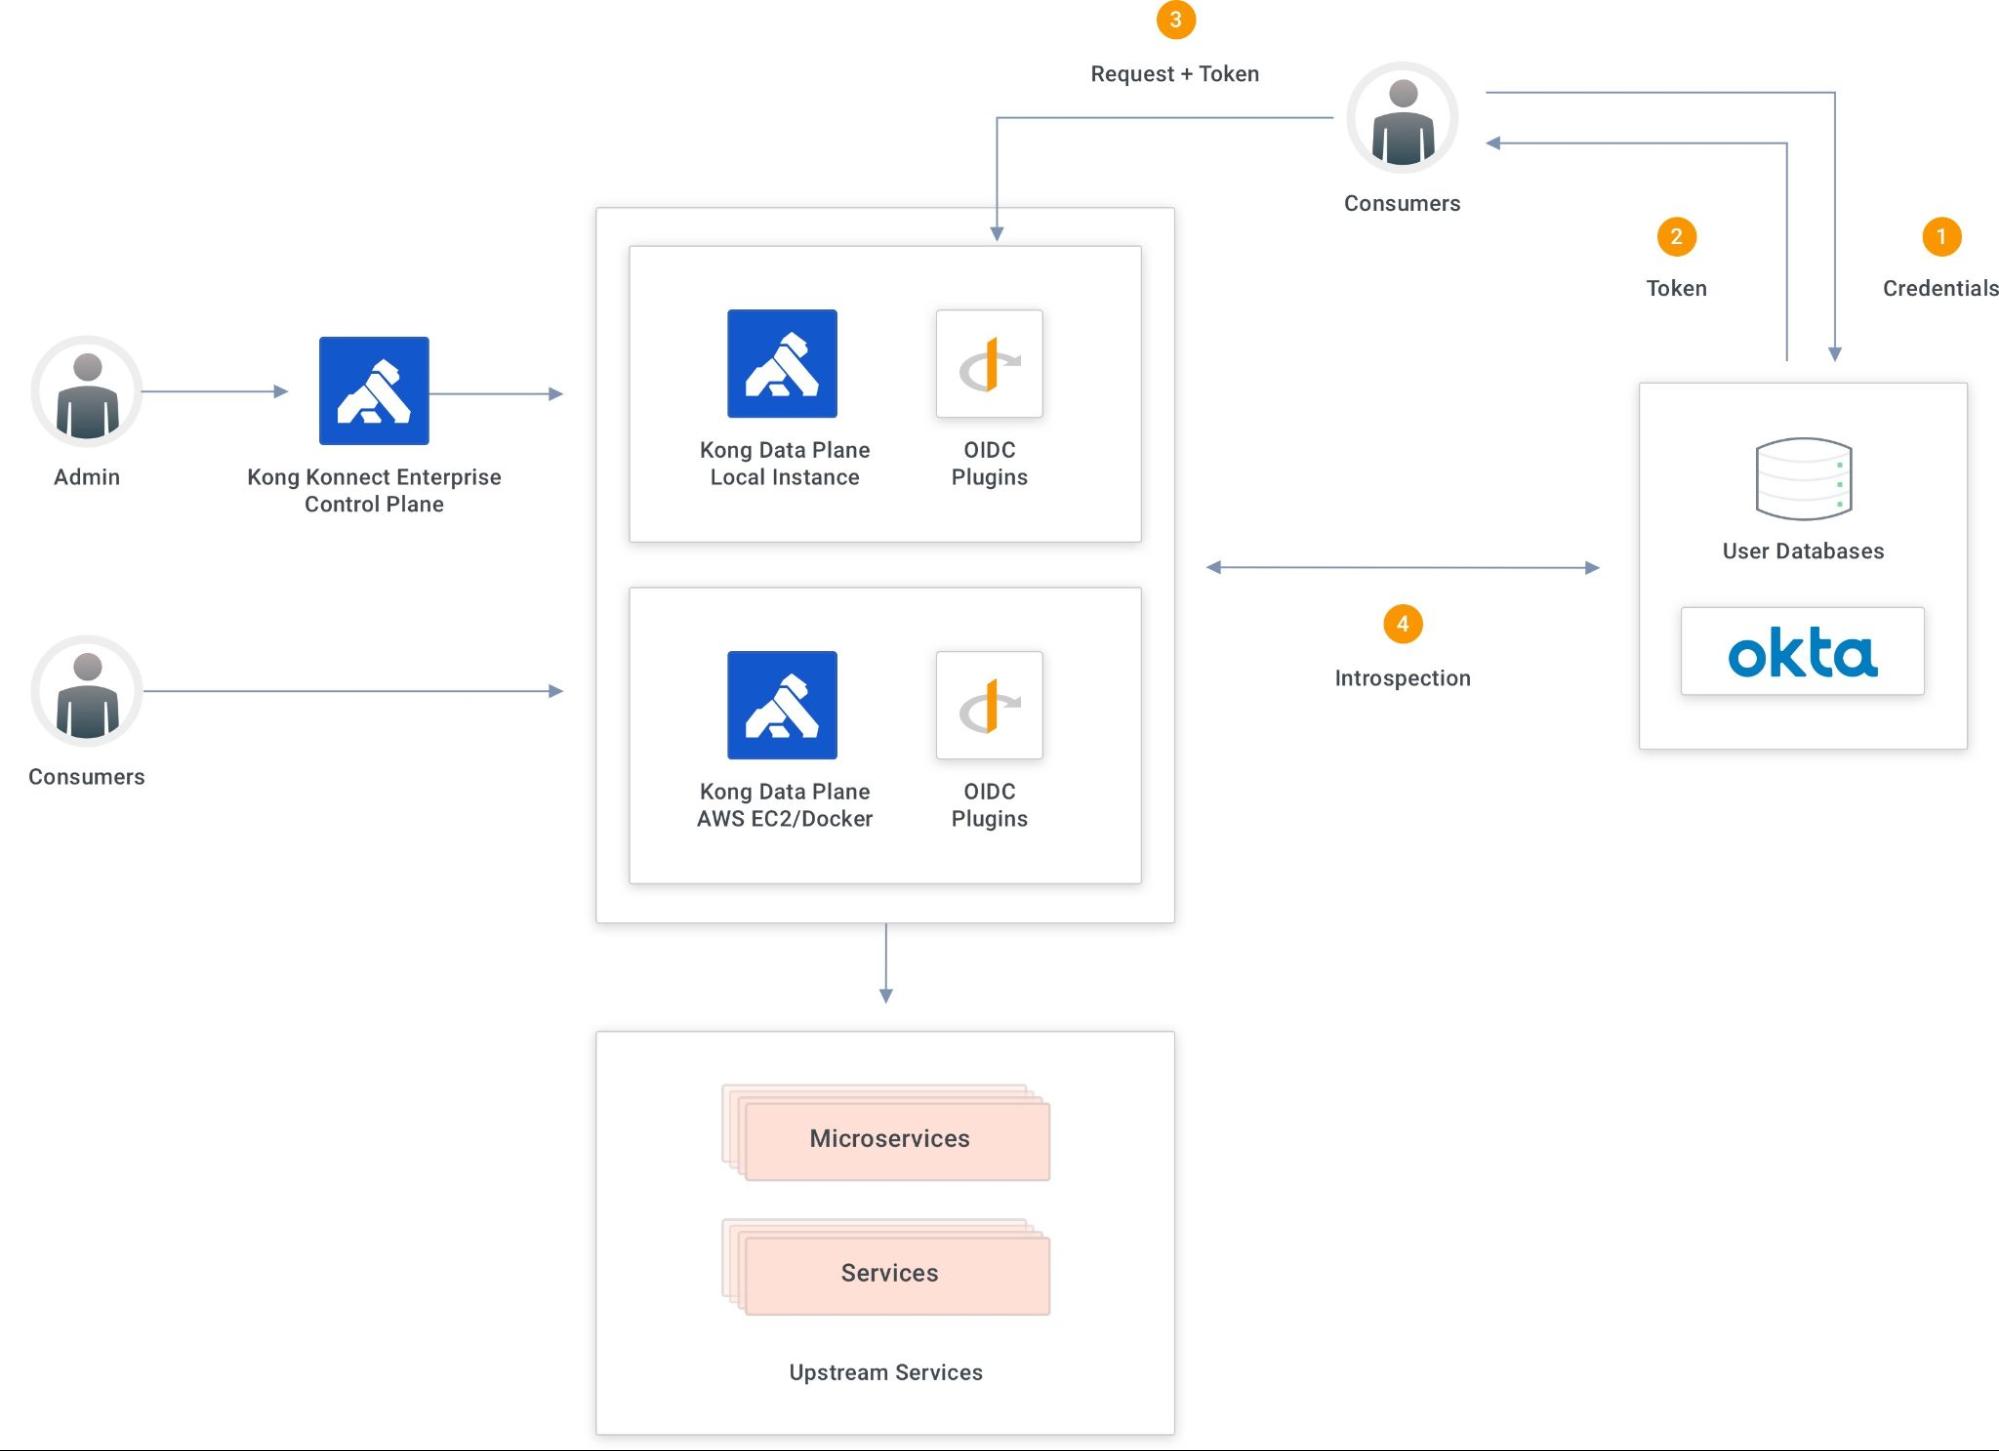 3
Request + Token
Consumers
2
Token
1
Credentials
Admin
Kong Konnect Enterprise
Control Plane
Kong Data Plane
Local Instance
OIDC
Plugins
User Databases
okta
4
Introspection
Consumers
Kong Data Plane
AWS EC2/Docker
OIDC
Plugins
Microservices
Services
Upstream Services